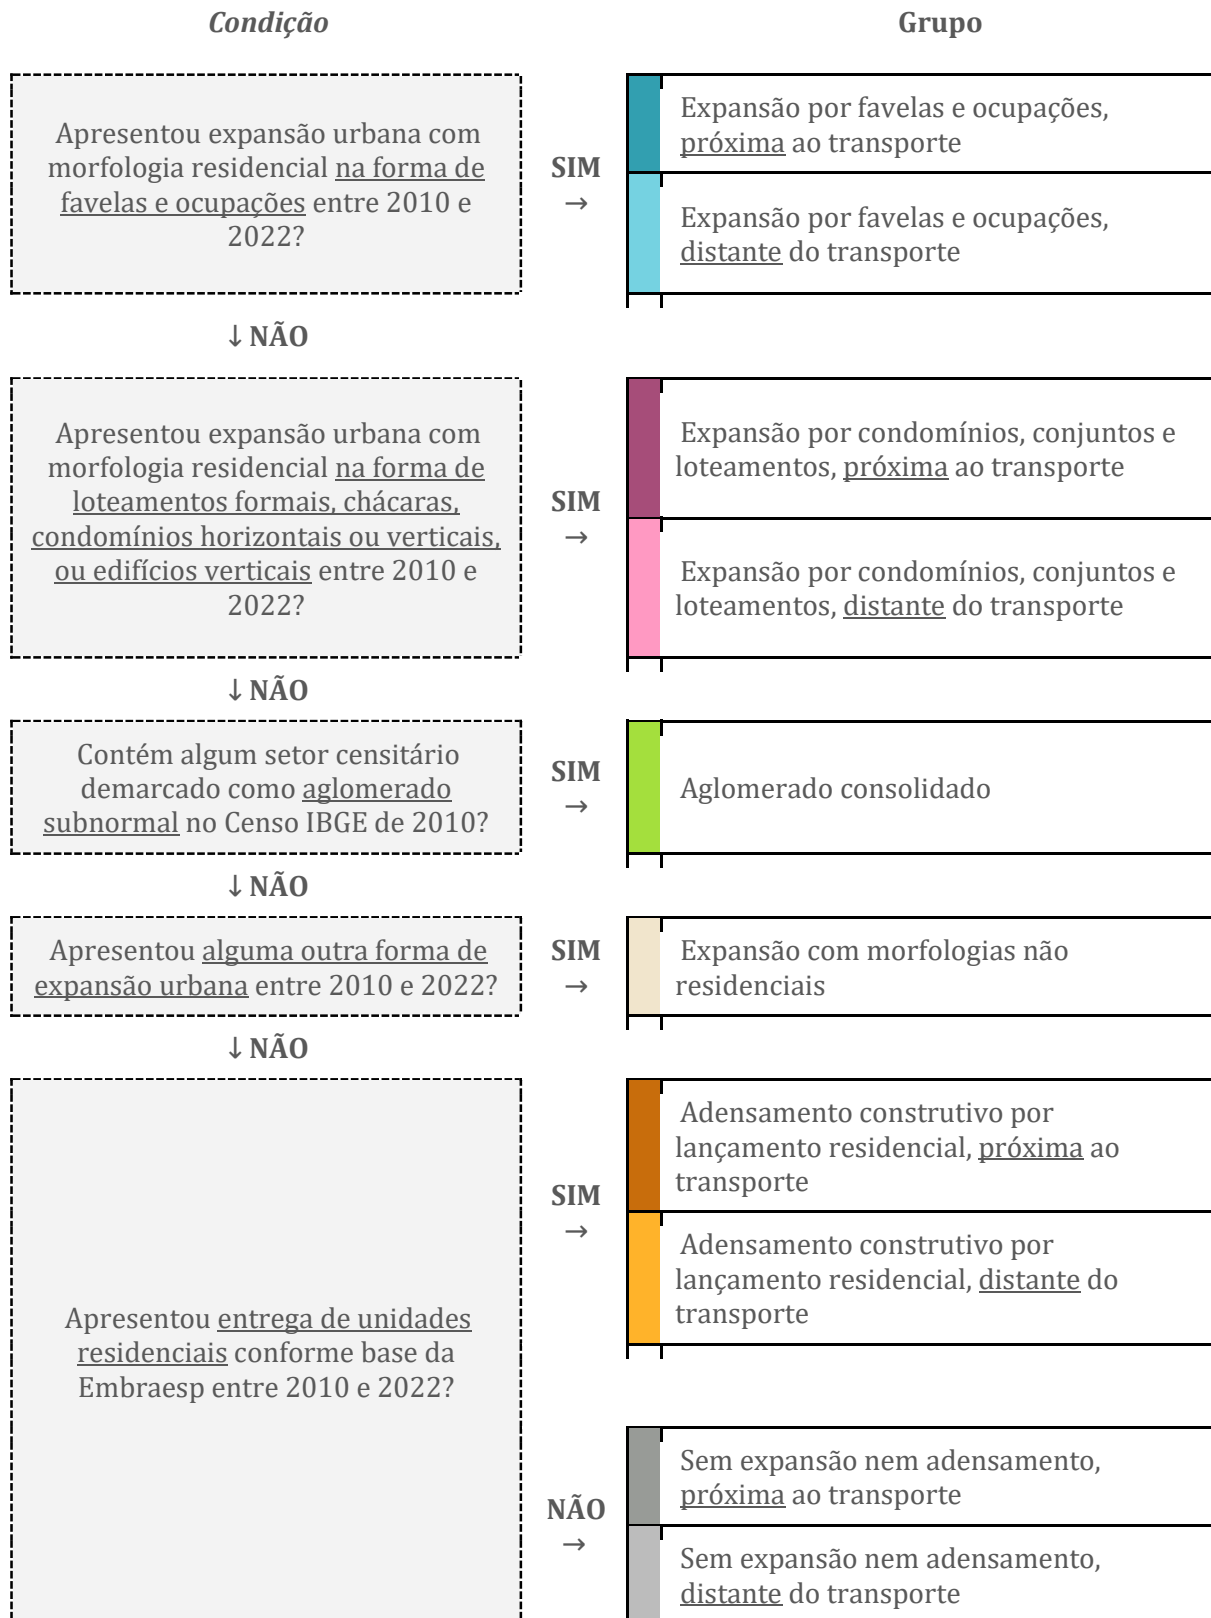 Condição
Grupo
Apresentou expansão urbana com
morfologia residencial na forma de
favelas e ocupações entre 2010 e
2022?
SIM
→
Expansão por favelas e ocupações,
próxima ao transporte
Expansão por favelas e ocupações,
distante do transporte
↓ NÃO
Apresentou expansão urbana com
morfologia residencial na forma de
loteamentos formais, chácaras,
condomínios horizontais ou verticais,
ou edifícios verticais entre 2010 e
2022?
SIM
→
Expansão por condomínios, conjuntos e
loteamentos, próxima ao transporte
Expansão por condomínios, conjuntos e
loteamentos, distante do transporte
↓ NÃO
Contém algum setor censitário
demarcado como aglomerado
subnormal no Censo IBGE de 2010?
SIM
→
Aglomerado consolidado
↓ NÃO
Apresentou alguma outra forma de
expansão urbana entre 2010 e 2022?
SIM
→
Expansão com morfologias não
residenciais
↓ NÃO
Apresentou entrega de unidades
residenciais conforme base da
Embraesp entre 2010 e 2022?
SIM
→
Adensamento construtivo por
lançamento residencial, próxima ao
transporte
Adensamento construtivo por
lançamento residencial, distante do
transporte
NÃO
→
Sem expansão nem adensamento,
próxima ao transporte
Sem expansão nem adensamento,
distante do transporte